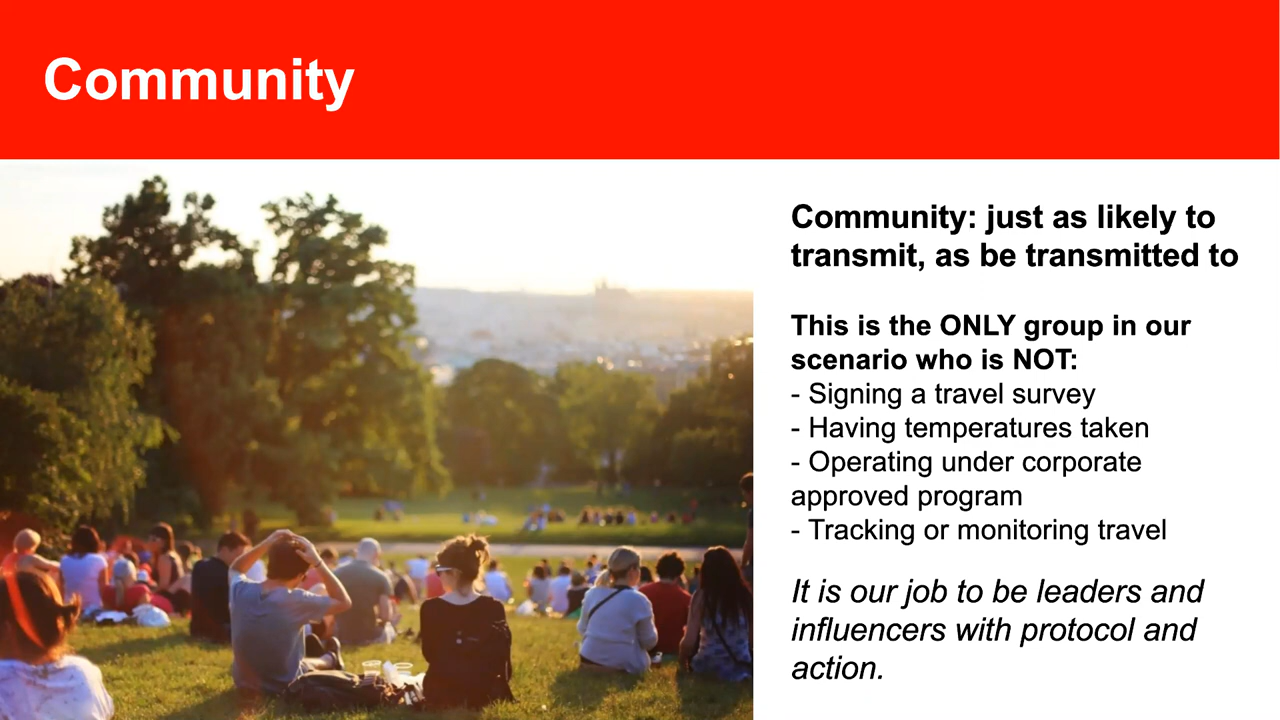 Community
Community: just as likely to
transmit, as be transmitted to
This is the ONLY group in our
scenario who is NOT:
- Signing a travel survey
- Having temperatures taken
- Operating under corporate
approved program
- Tracking or monitoring travel
It is our job to be leaders and
influencers with protocol and
action.